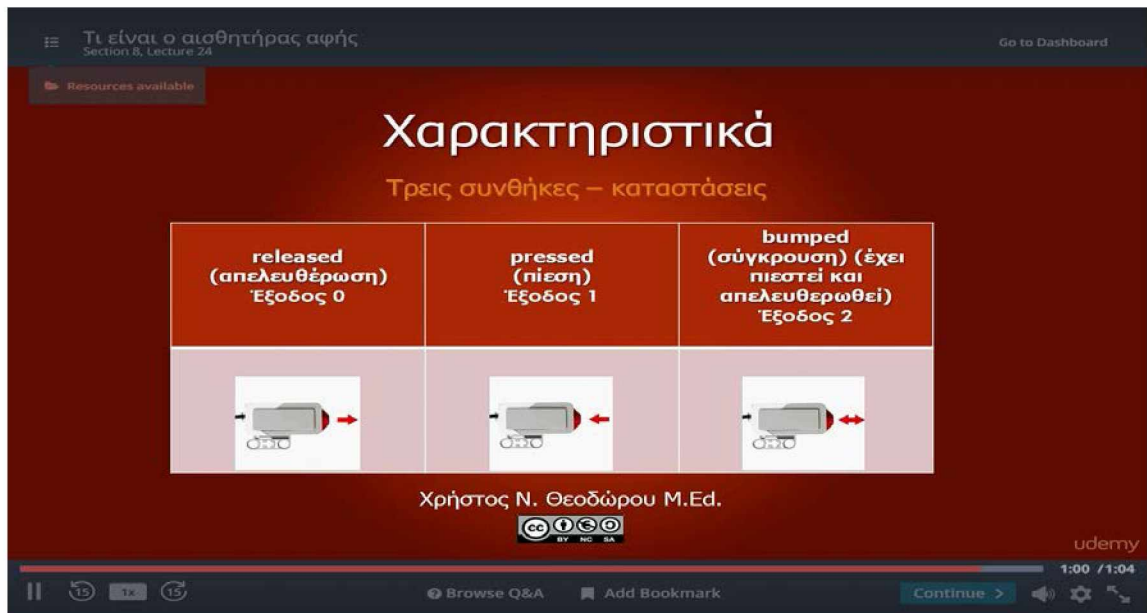 Τι είναι ο αισθητήρας αφής
Section 8, Lecture 24
Go to Dashboard
Resources available
Χαρακτηριστικά
Τρεις συνθήκες – καταστάσεις
released
(απελευθέρωση)
Έξοδος 0
pressed
(πίεση)
Έξοδος 1
bumped
(σύγκρουση) (έχει
πιεστεί και
απελευθερωθεί)
Έξοδος 2
Χρήστος Ν. Θεοδώρου M.Ed.
cc
BY NC SA
udemy
1:00 / 1:04
15
1x
15
Browse Q&A
Add Bookmark
Continue >